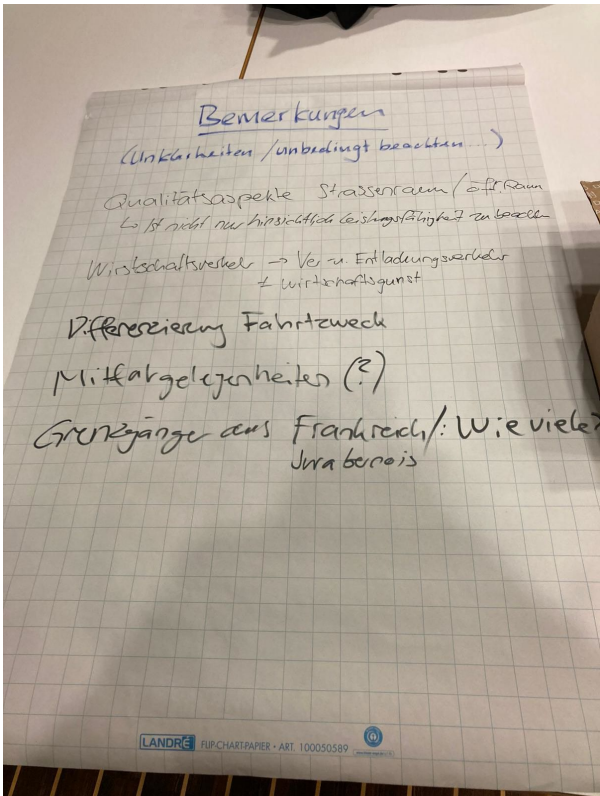 Bemerkungen
(Unklarheiten / unbedingt beachten ...)
Qualitätsaspekte Strassenraum / öff. Raum
↳ Ist nicht nur hinsichtlich Leistungsfähigkeit zu
Wirtschaftsverkehr → Ver u. Entladungsverkehr
≠ Wirtschaftsgunst
Differenzierung Fahrtzweck
Mitfahrgelegenheiten (?)
Grenzgänger aus Frankreich/: Wie viele?
Jura bernois
LANDRÉ FLIP-CHART-PAPIER • ART. 100050589